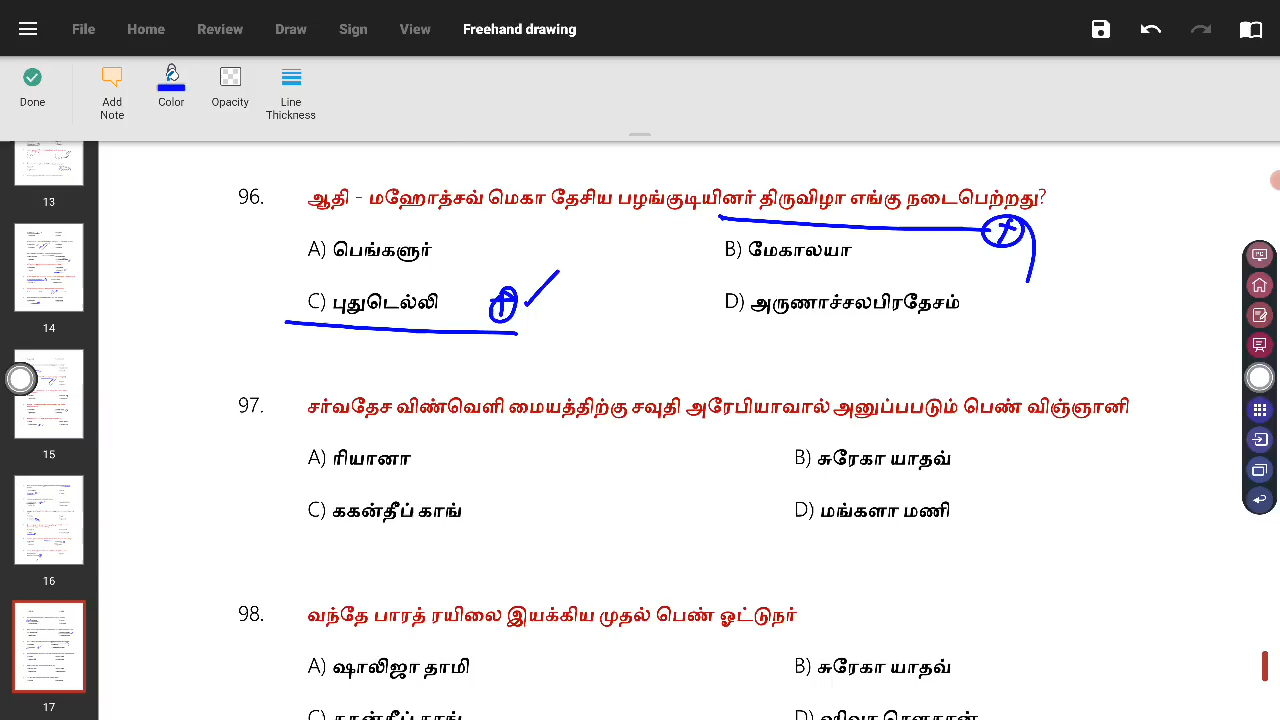 File Home Review Draw Sign View Freehand drawing
Done Add Note Color Opacity Line Thickness
13
14
15
16
17
96. ஆதி - மஹோத்சவ் மெகா தேசிய பழங்குடியினர் திருவிழா எங்கு நடைபெற்றது?
A) பெங்களுர் B) மேகாலயா
C) புதுடெல்லி D) அருணாச்சலபிரதேசம்
97. சர்வதேச விண்வெளி மையத்திற்கு சவுதி அரேபியாவால் அனுப்பபடும் பெண் விஞ்ஞானி
A) ரியானா B) சுரேகா யாதவ்
C) ககன்தீப் காங் D) மங்களா மணி
98. வந்தே பாரத் ரயிலை இயக்கிய முதல் பெண் ஓட்டுநர்
A) ஷாலிஜா தாமி B) சுரேகா யாதவ்
C) ககன்தீப் காங் D)